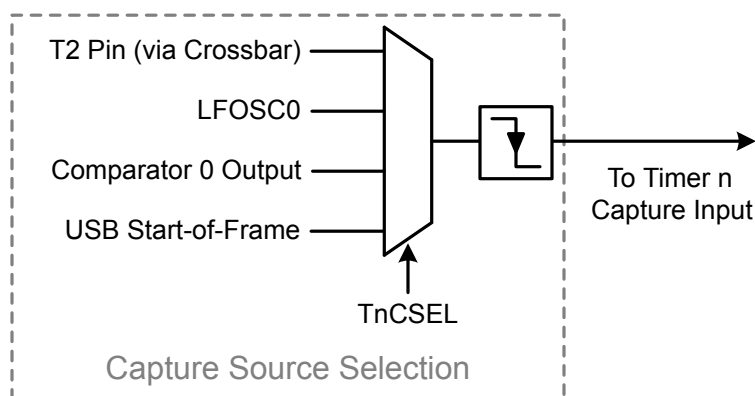 T2 Pin (via Crossbar)
LFOSC0
Comparator 0 Output
USB Start-of-Frame
TnCSEL
To Timer n
Capture Input
Capture Source Selection